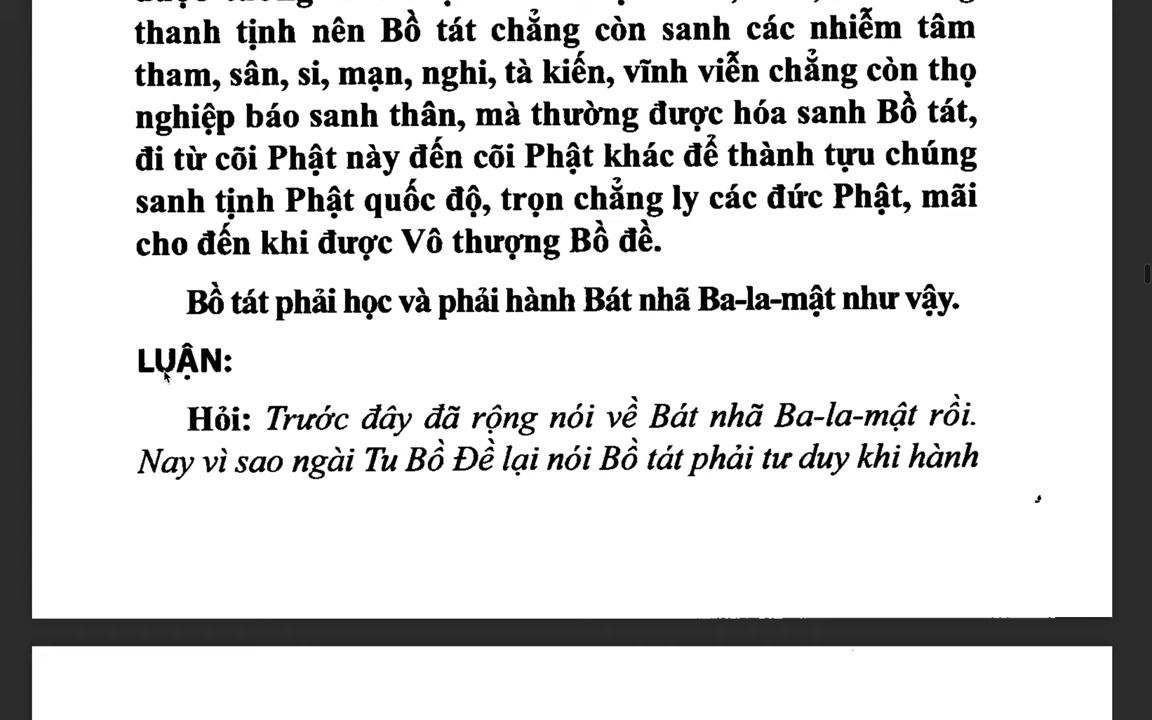 thanh tịnh nên Bồ tát chẳng còn sanh các nhiễm tâm
tham, sân, si, mạn, nghi, tà kiến, vĩnh viễn chẳng còn thọ
nghiệp báo sanh thân, mà thường được hóa sanh Bồ tát,
đi từ cõi Phật này đến cõi Phật khác để thành tựu chúng
sanh tịnh Phật quốc độ, trọn chẳng ly các đức Phật, mãi
cho đến khi được Vô thượng Bồ đề.
Bồ tát phải học và phải hành Bát nhã Ba-la-mật như vậy.
LUẬN:
Hỏi: Trước đây đã rộng nói về Bát nhã Ba-la-mật rồi.
Nay vì sao ngài Tu Bồ Đề lại nói Bồ tát phải tư duy khi hành